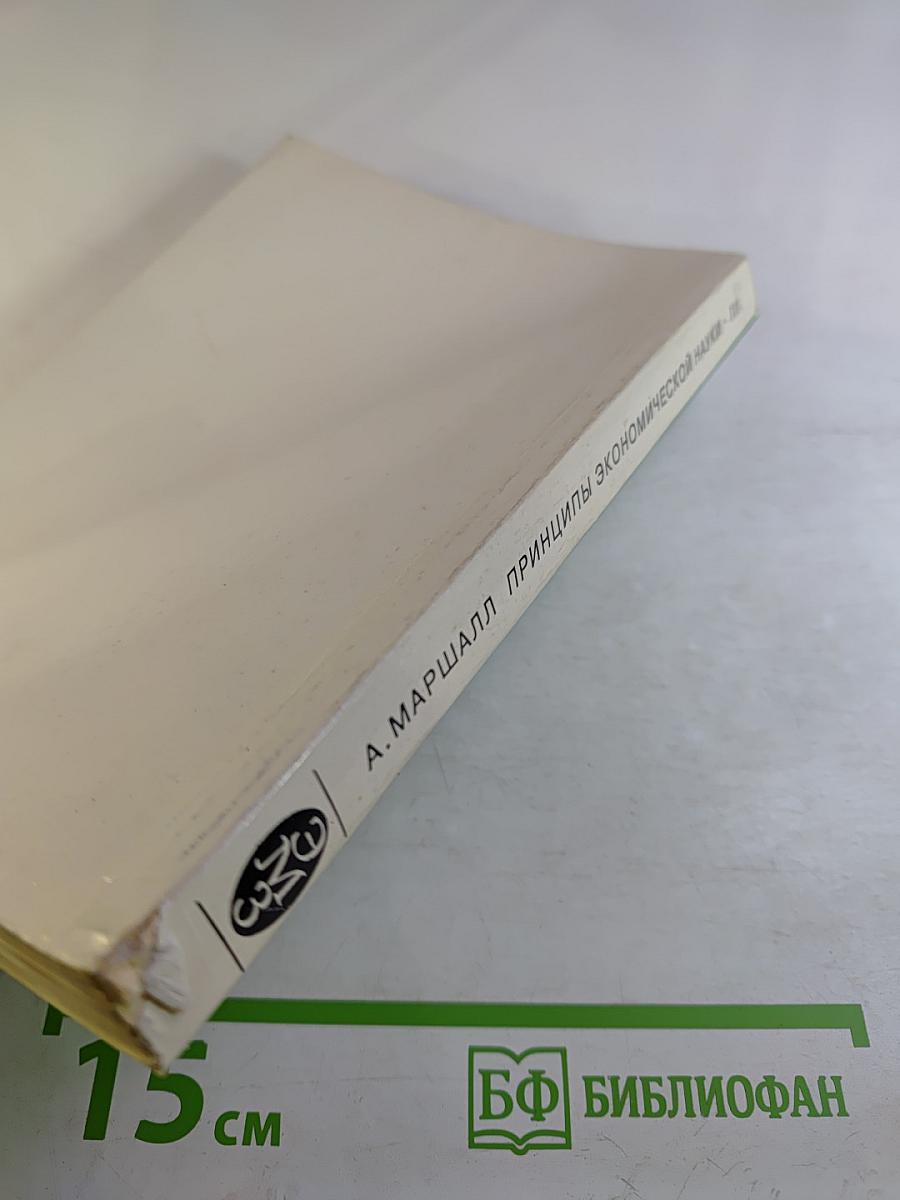 А. МАРШАЛЛ ПРИНЦИПЫ ЭКОНОМИЧЕСКОЙ НАУКИ -
15 см
БФ БИБЛИОФАН